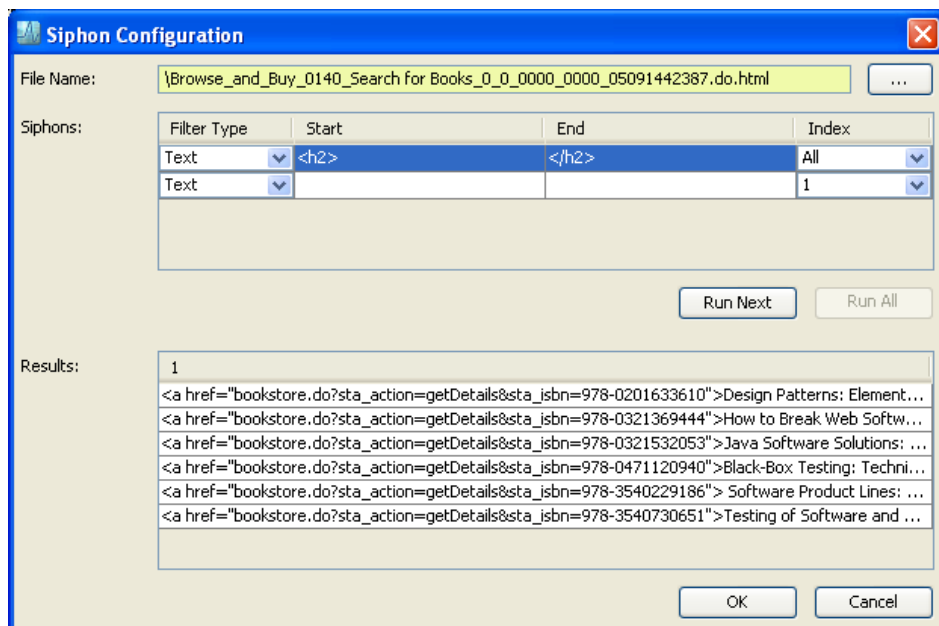 Siphon Configuration
File Name: \Browse_and_Buy_0140_Search for Books_0_0_0000_0000_05091442387.do.html ...
Siphons: Filter Type Start End Index
Text <h2> </h2> All
Text 1
Run Next Run All
Results: 1
<a href="bookstore.do?sta_action=getDetails&sta_isbn=978-0201633610">Design Patterns: Element...
<a href="bookstore.do?sta_action=getDetails&sta_isbn=978-0321369444">How to Break Web Softw...
<a href="bookstore.do?sta_action=getDetails&sta_isbn=978-0321532053">Java Software Solutions: ...
<a href="bookstore.do?sta_action=getDetails&sta_isbn=978-0471120940">Black-Box Testing: Techni...
<a href="bookstore.do?sta_action=getDetails&sta_isbn=978-3540229186"> Software Product Lines: ...
<a href="bookstore.do?sta_action=getDetails&sta_isbn=978-3540730651">Testing of Software and ...
OK Cancel